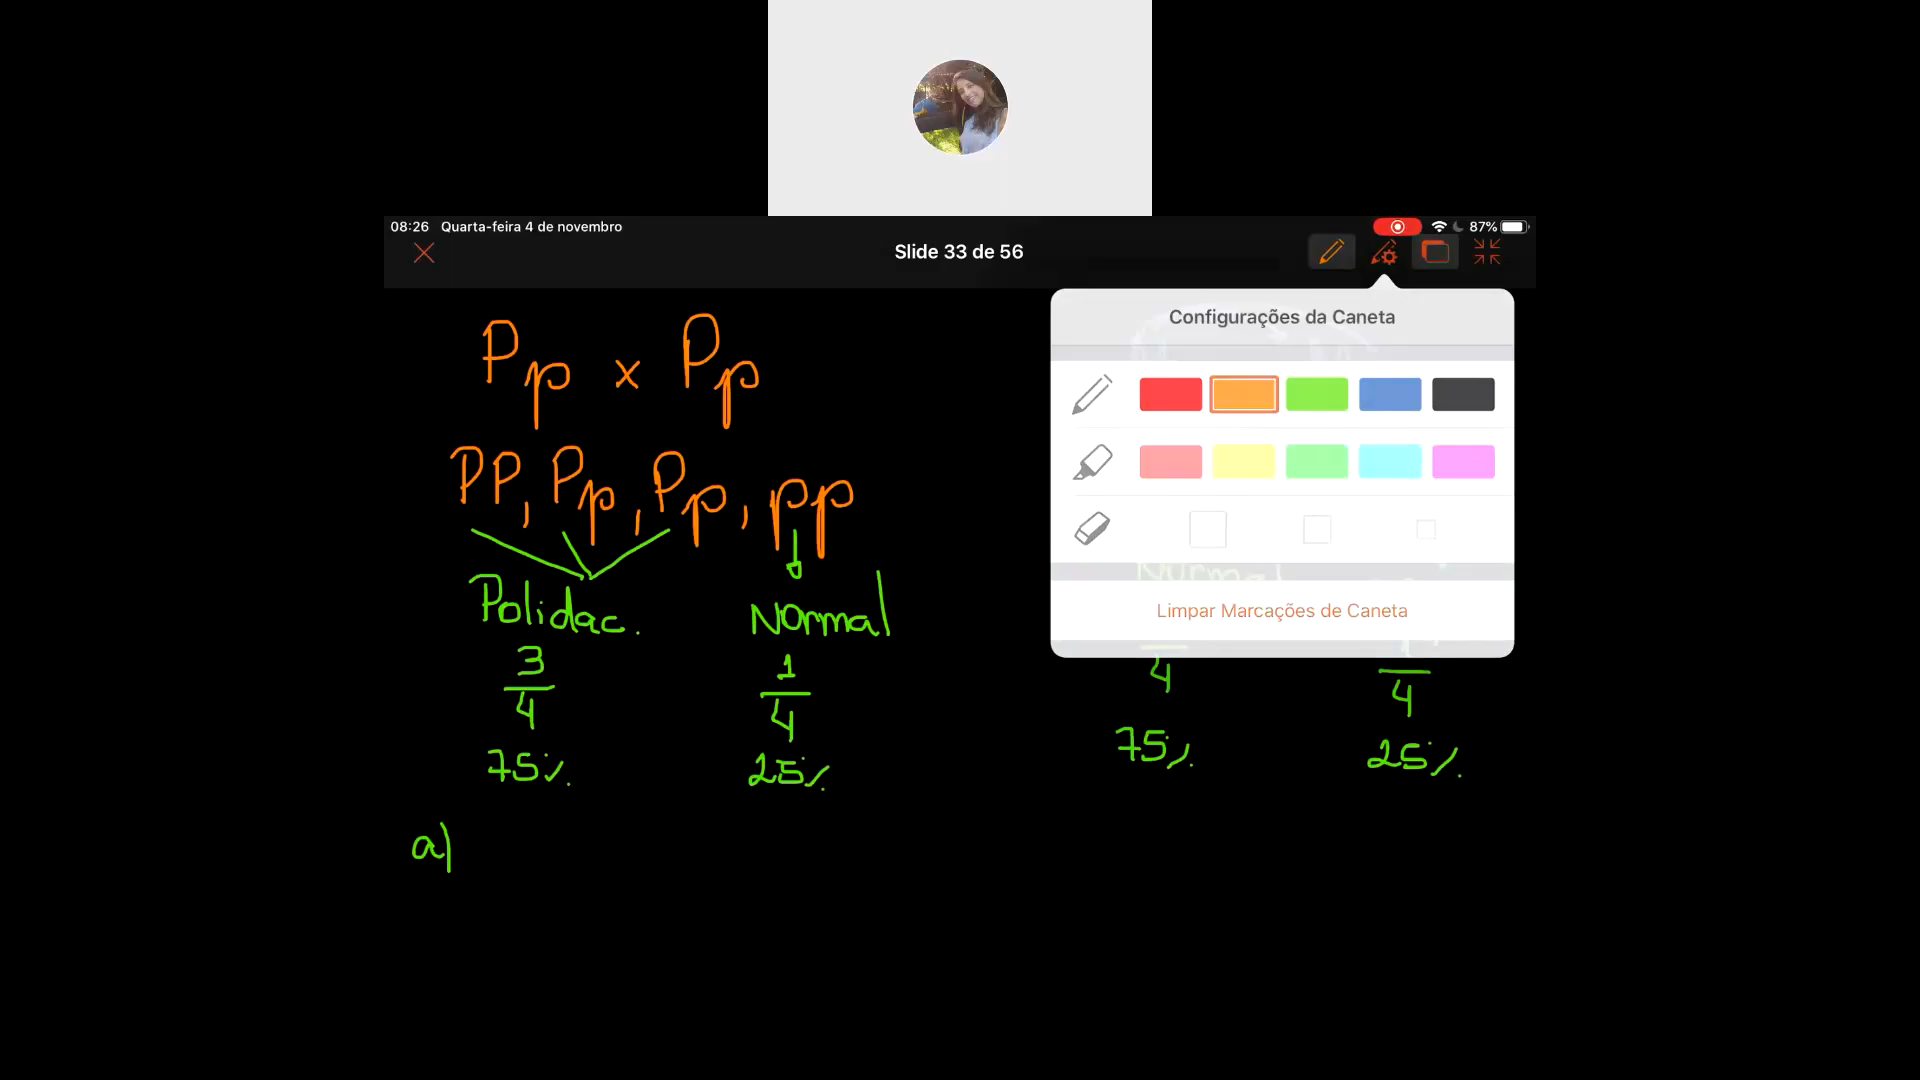 08:26 Quarta-feira 4 de novembro
87%
Slide 33 de 56
Configurações da Caneta
Limpar Marcações de Caneta
Pp x Pp
PP, Pp, Pp, pp
Polidac. Normal
3/4 1/4
75% 25%
a)
Normal
4 4
75% 25%